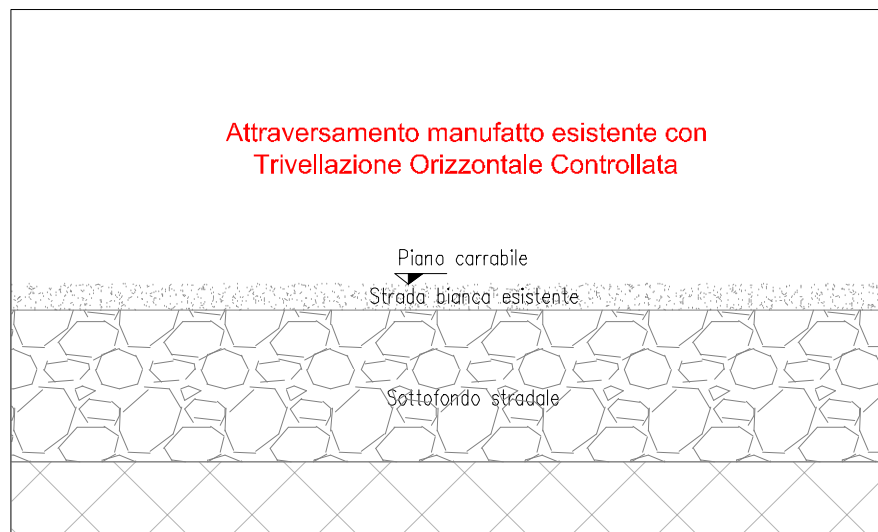 Attraversamento manufatto esistente con
Trivellazione Orizzontale Controllata
Piano carrabile
Strada bianca esistente
Sottofondo stradale